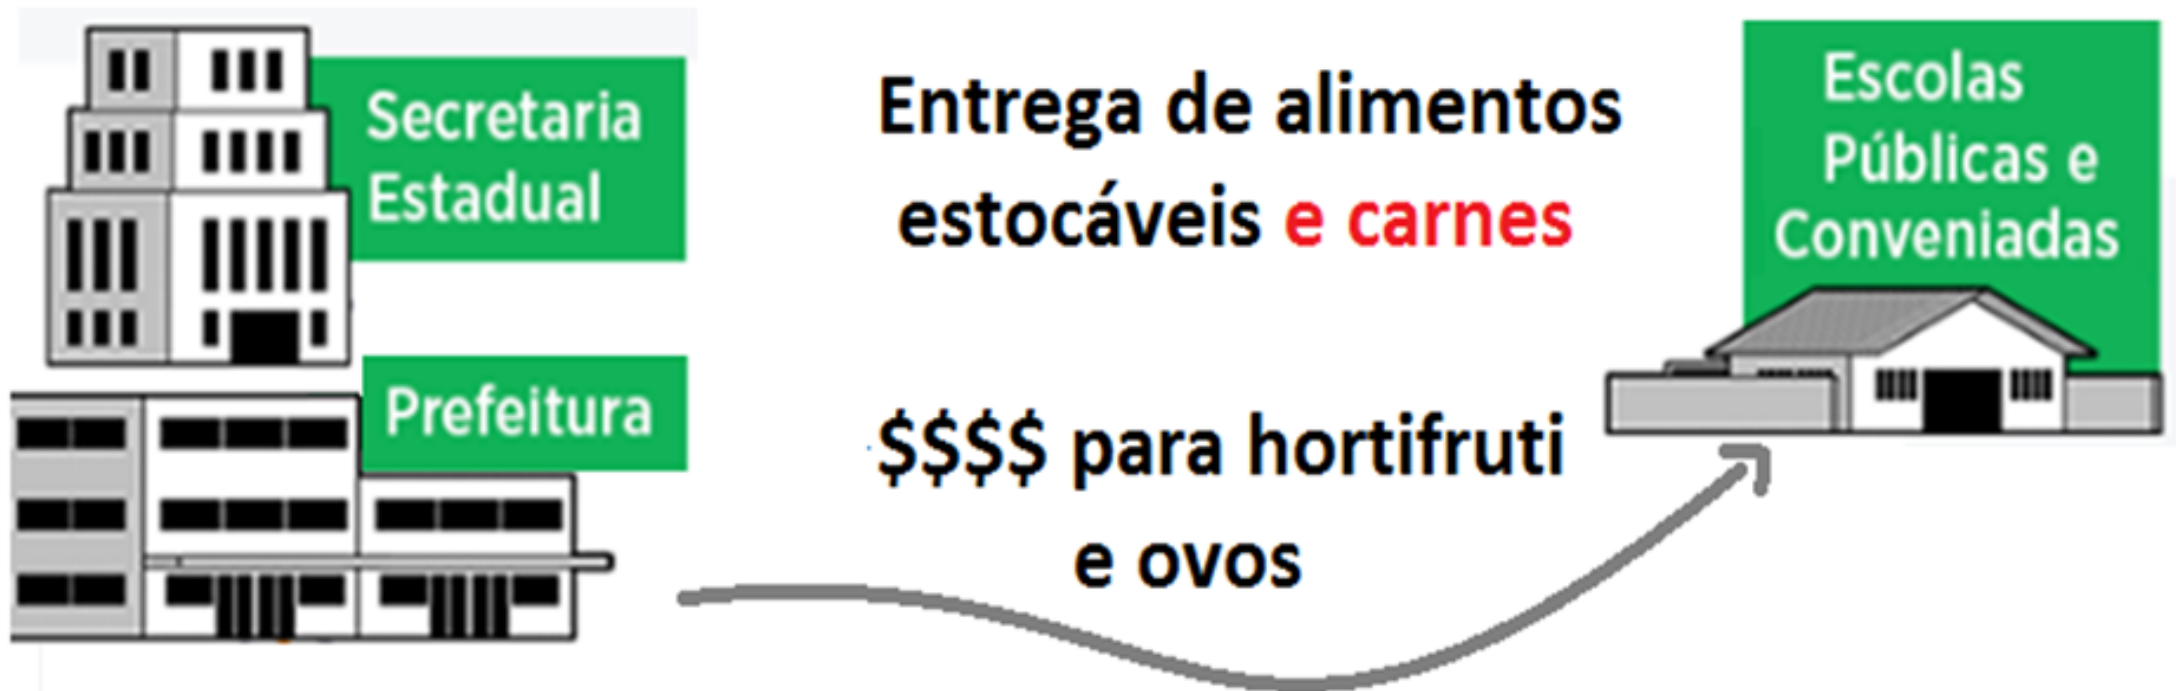 Secretaria
Estadual
Prefeitura
Entrega de alimentos
estocáveis e carnes
$$$$ para hortifruti
e ovos
Escolas
Públicas e
Conveniadas